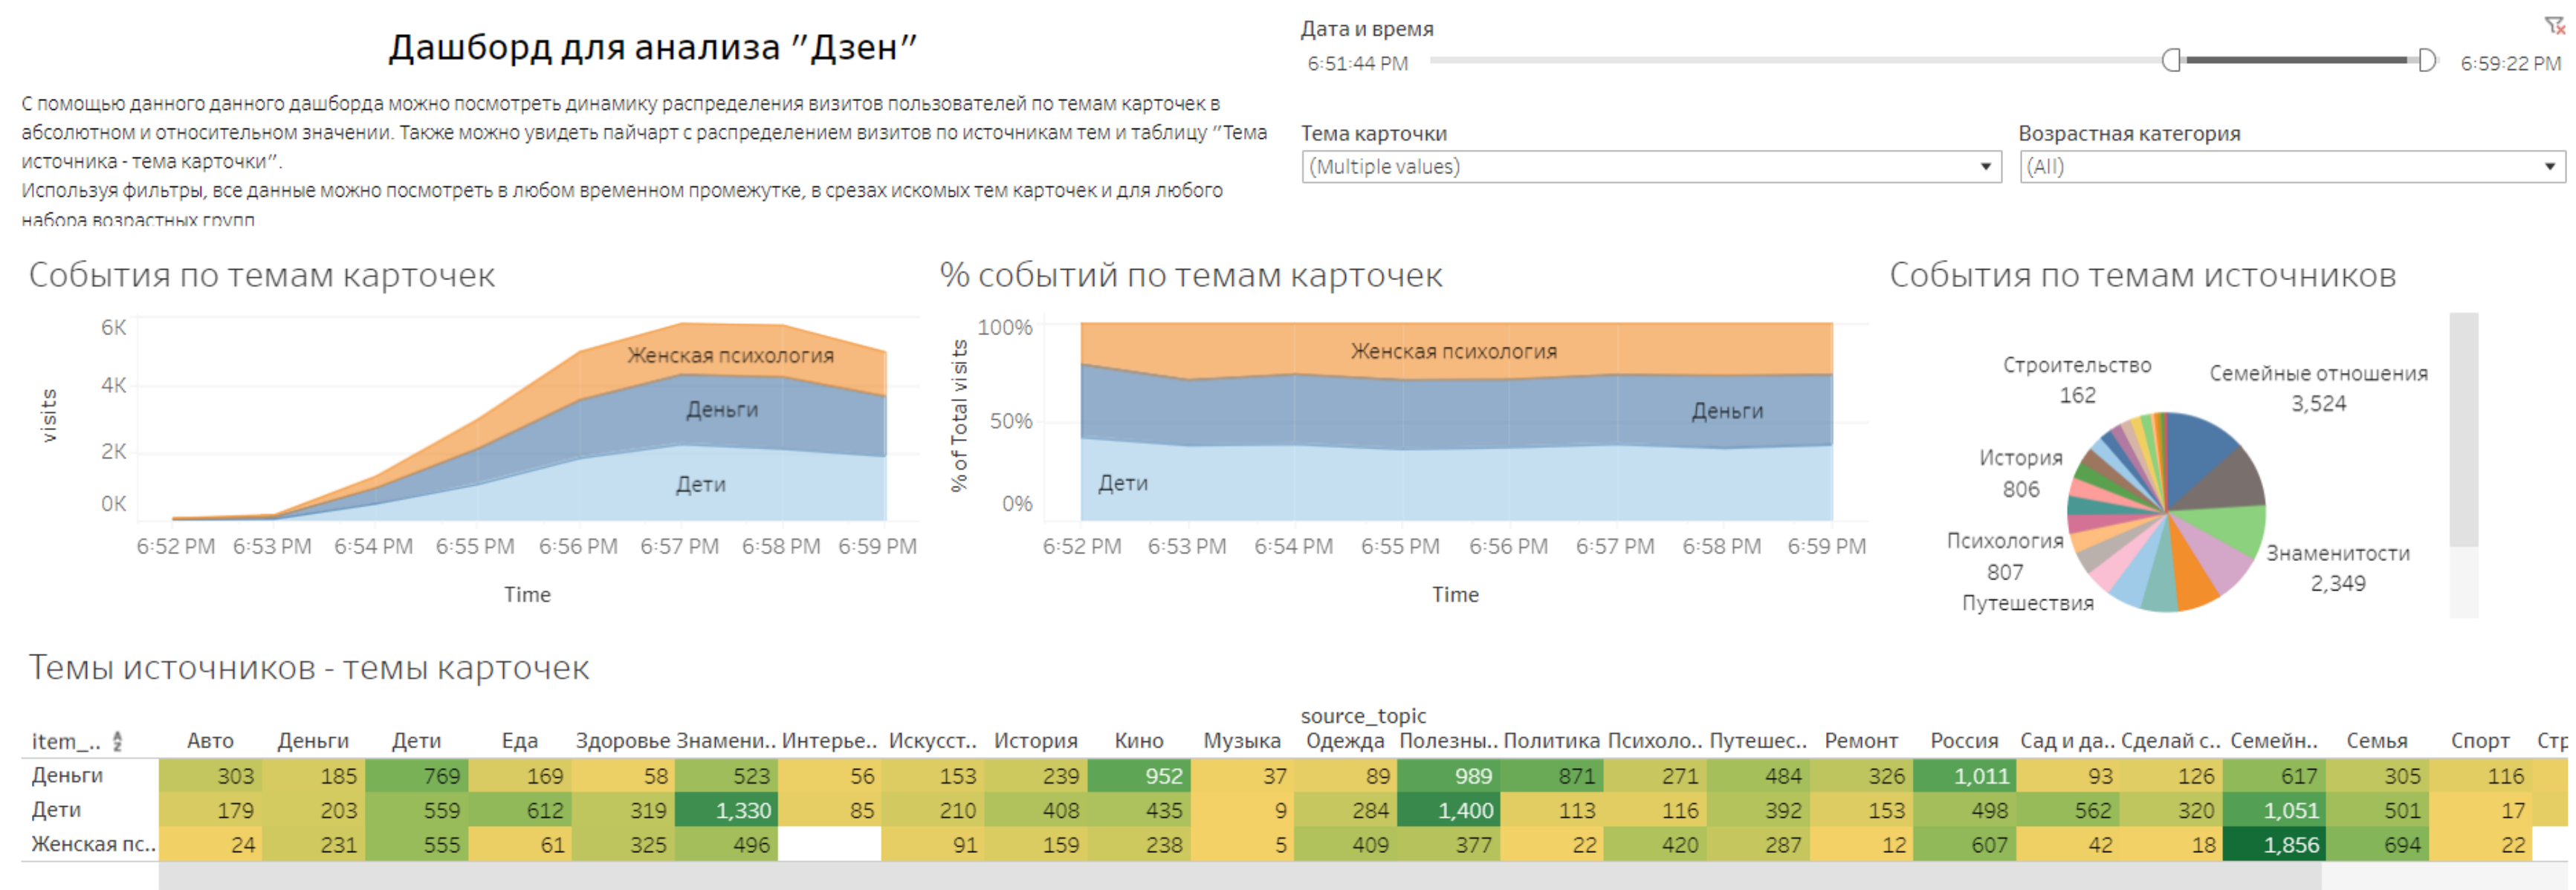 Дашборд для анализа "Дзен"
С помощью данного данного дашборда можно посмотреть динамику распределения визитов пользователей по темам карточек в
абсолютном и относительном значении. Также можно увидеть пайчарт с распределением визитов по источникам тем и таблицу "Тема
источника - тема карточки".
Используя фильтры, все данные можно посмотреть в любом временном промежутке, в срезах искомых тем карточек и для любого
набора возрастных групп
Дата и время
6:51:44 PM 6:59:22 PM
Тема карточки
(Multiple values)
Возрастная категория
(All)
События по темам карточек
visits
6K
4K
2K
0K
Женская психология
Деньги
Дети
6:52 PM 6:53 PM 6:54 PM 6:55 PM 6:56 PM 6:57 PM 6:58 PM 6:59 PM
Time
% событий по темам карточек
% of Total visits
100%
50%
0%
Женская психология
Деньги
Дети
6:52 PM 6:53 PM 6:54 PM 6:55 PM 6:56 PM 6:57 PM 6:58 PM 6:59 PM
Time
События по темам источников
Строительство
162
Семейные отношения
3,524
История
806
Психология
807
Знаменитости
2,349
Путешествия
Темы источников - темы карточек
source_topic
item_.. Авто Деньги Дети Еда Здоровье Знамени.. Интерье.. Искусст.. История Кино Музыка Одежда Полезны.. Политика Психоло.. Путешес.. Ремонт Россия Сад и да.. Сделай с.. Семейн.. Семья Спорт Стр
Деньги 303 185 769 169 58 523 56 153 239 952 37 89 989 871 271 484 326 1,011 93 126 617 305 116
Дети 179 203 559 612 319 1,330 85 210 408 435 9 284 1,400 113 116 392 153 498 562 320 1,051 501 17
Женская пс.. 24 231 555 61 325 496 91 159 238 5 409 377 22 420 287 12 607 42 18 1,856 694 22